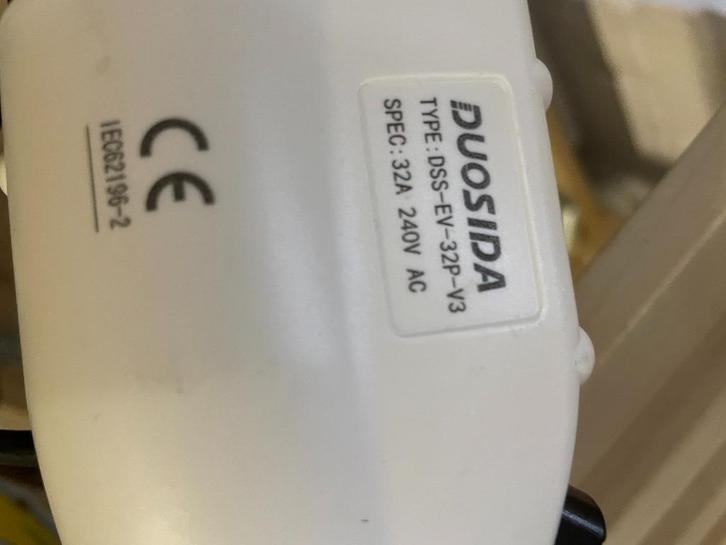 DUOSIDA
TYPE:DSS-EV-32P-V3
SPEC:32A 240V AC
CE
IEC62196-2